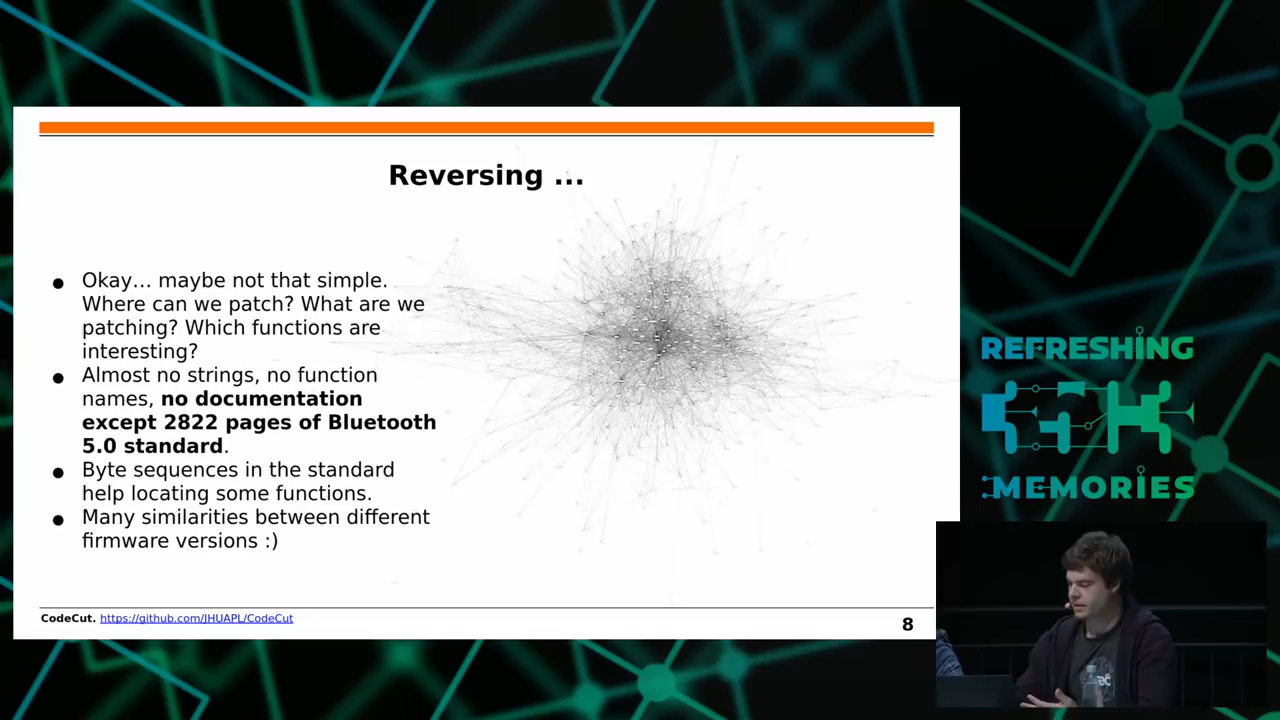 Reversing ...
● Okay… maybe not that simple.
Where can we patch? What are we
patching? Which functions are
interesting?
● Almost no strings, no function
names, no documentation
except 2822 pages of Bluetooth
5.0 standard.
● Byte sequences in the standard
help locating some functions.
● Many similarities between different
firmware versions :)
CodeCut. https://github.com/JHUAPL/CodeCut
8
REFRESHING
MEMORIES